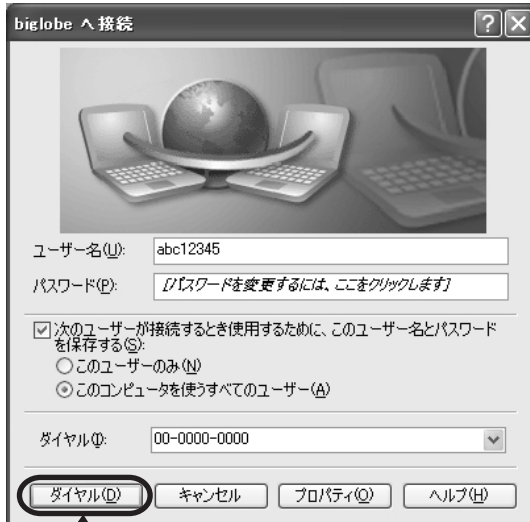 biglobe へ接続
ユーザー名(U): abc12345
パスワード(P): [パスワードを変更するには、ここをクリックします]
次のユーザーが接続するとき使用するために、このユーザー名とパスワード
を保存する(S):
このユーザーのみ(N)
このコンピュータを使うすべてのユーザー(A)
ダイヤル(I): 00-0000-0000
ダイヤル(D) キャンセル プロパティ(O) ヘルプ(H)